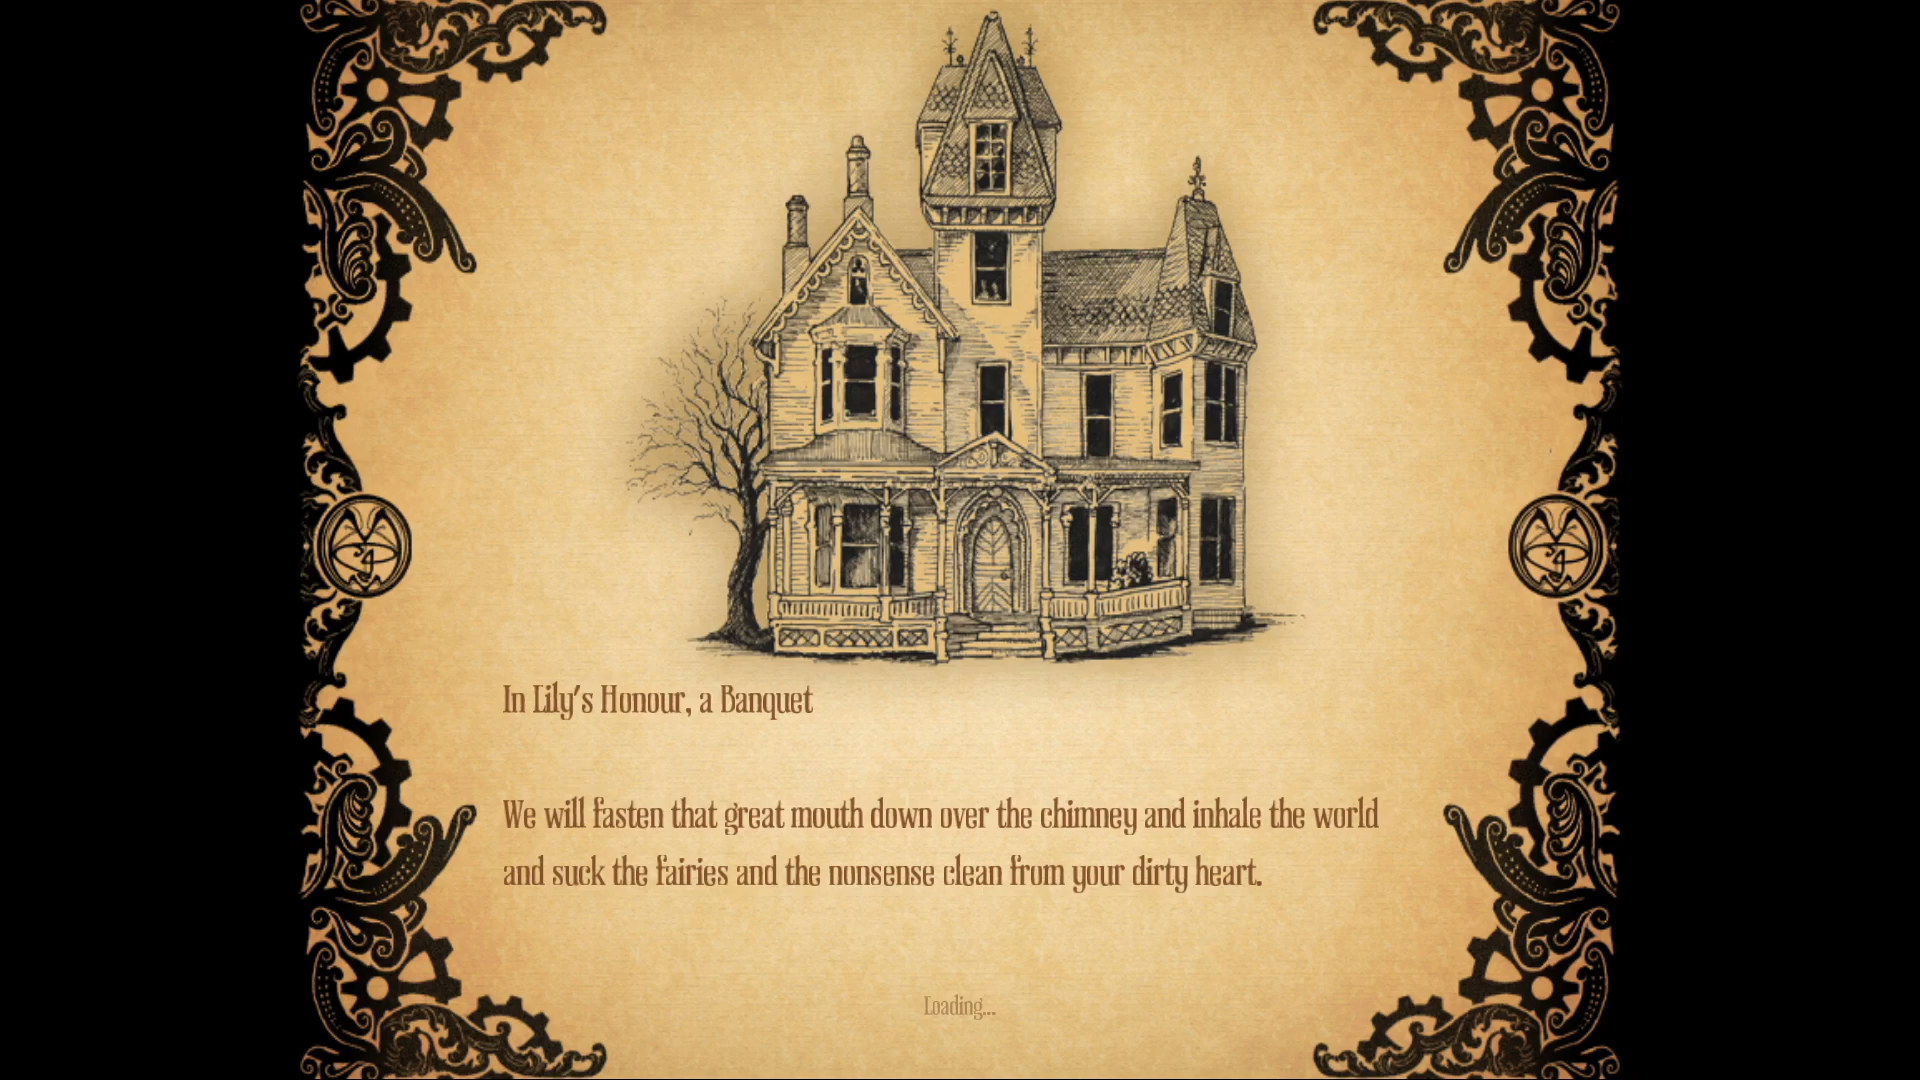 In Lily's Honour, a Banquet
We will fasten that great mouth down over the chimney and inhale the world
and suck the fairies and the nonsense clean from your dirty heart.
Loading...